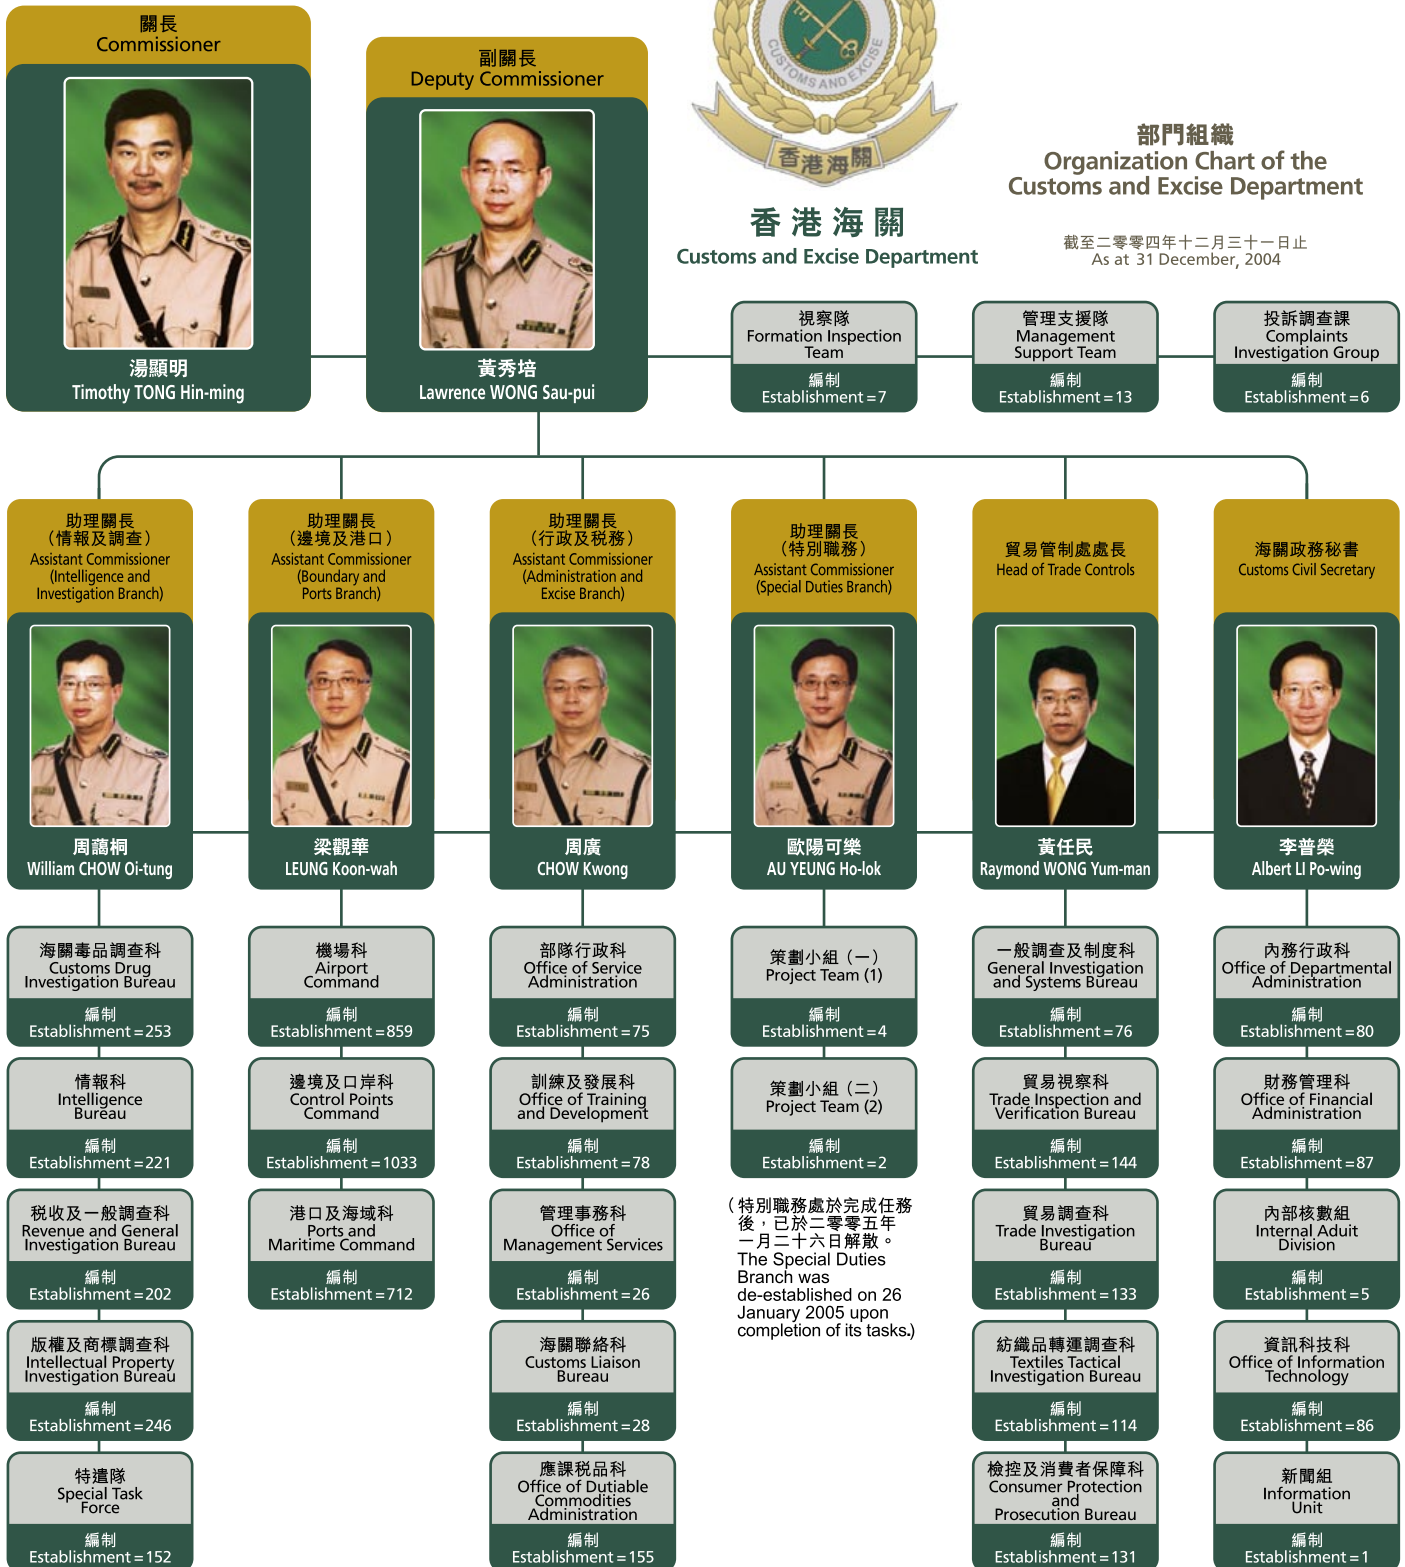 關長
Commissioner
湯顯明
Timothy TONG Hin-ming
副關長
Deputy Commissioner
黃秀培
Lawrence WONG Sau-pui
CUSTOMS AND EXCISE
香港海關
香港海關
Customs and Excise Department
部門組織
Organization Chart of the
Customs and Excise Department
截至二零零四年十二月三十一日止
As at 31 December, 2004
視察隊
Formation Inspection
Team
編制
Establishment=7
管理支援隊
Management
Support Team
編制
Establishment=13
投訴調查課
Complaints
Investigation Group
編制
Establishment=6
助理關長
（情報及調查）
Assistant Commissioner
(Intelligence and
Investigation Branch)
周藹桐
William CHOW Oi-tung
海關毒品調查科
Customs Drug
Investigation Bureau
編制
Establishment=253
情報科
Intelligence
Bureau
編制
Establishment=221
税收及一般調查科
Revenue and General
Investigation Bureau
編制
Establishment=202
版權及商標調查科
Intellectual Property
Investigation Bureau
編制
Establishment=246
特遣隊
Special Task
Force
編制
Establishment=152
助理關長
（邊境及港口）
Assistant Commissioner
(Boundary and
Ports Branch)
梁觀華
LEUNG Koon-wah
機場科
Airport
Command
編制
Establishment=859
邊境及口岸科
Control Points
Command
編制
Establishment=1033
港口及海域科
Ports and
Maritime Command
編制
Establishment=712
助理關長
（行政及税務）
Assistant Commissioner
(Administration and
Excise Branch)
周廣
CHOW Kwong
部隊行政科
Office of Service
Administration
編制
Establishment=75
訓練及發展科
Office of Training
and Development
編制
Establishment=78
管理事務科
Office of
Management Services
編制
Establishment=26
海關聯絡科
Customs Liaison
Bureau
編制
Establishment=28
應課税品科
Office of Dutiable
Commodities
Administration
編制
Establishment=155
助理關長
（特別職務）
Assistant Commissioner
(Special Duties Branch)
歐陽可樂
AU YEUNG Ho-lok
策劃小組（一）
Project Team (1)
編制
Establishment=4
策劃小組（二）
Project Team (2)
編制
Establishment=2
（特別職務處於完成任務
後，已於二零零五年
一月二十六日解散。
The Special Duties
Branch was
de-established on 26
January 2005 upon
completion of its tasks.)
貿易管制處處長
Head of Trade Controls
黃任民
Raymond WONG Yum-man
一般調查及制度科
General Investigation
and Systems Bureau
編制
Establishment=76
貿易視察科
Trade Inspection and
Verification Bureau
編制
Establishment=144
貿易調查科
Trade Investigation
Bureau
編制
Establishment=133
紡織品轉運調查科
Textiles Tactical
Investigation Bureau
編制
Establishment=114
檢控及消費者保障科
Consumer Protection
and
Prosecution Bureau
編制
Establishment=131
海關政務秘書
Customs Civil Secretary
李普榮
Albert LI Po-wing
內務行政科
Office of Departmental
Administration
編制
Establishment=80
財務管理科
Office of Financial
Administration
編制
Establishment=87
內部核數組
Internal Aduit
Division
編制
Establishment=5
資訊科技科
Office of Information
Technology
編制
Establishment=86
新聞組
Information
Unit
編制
Establishment=1